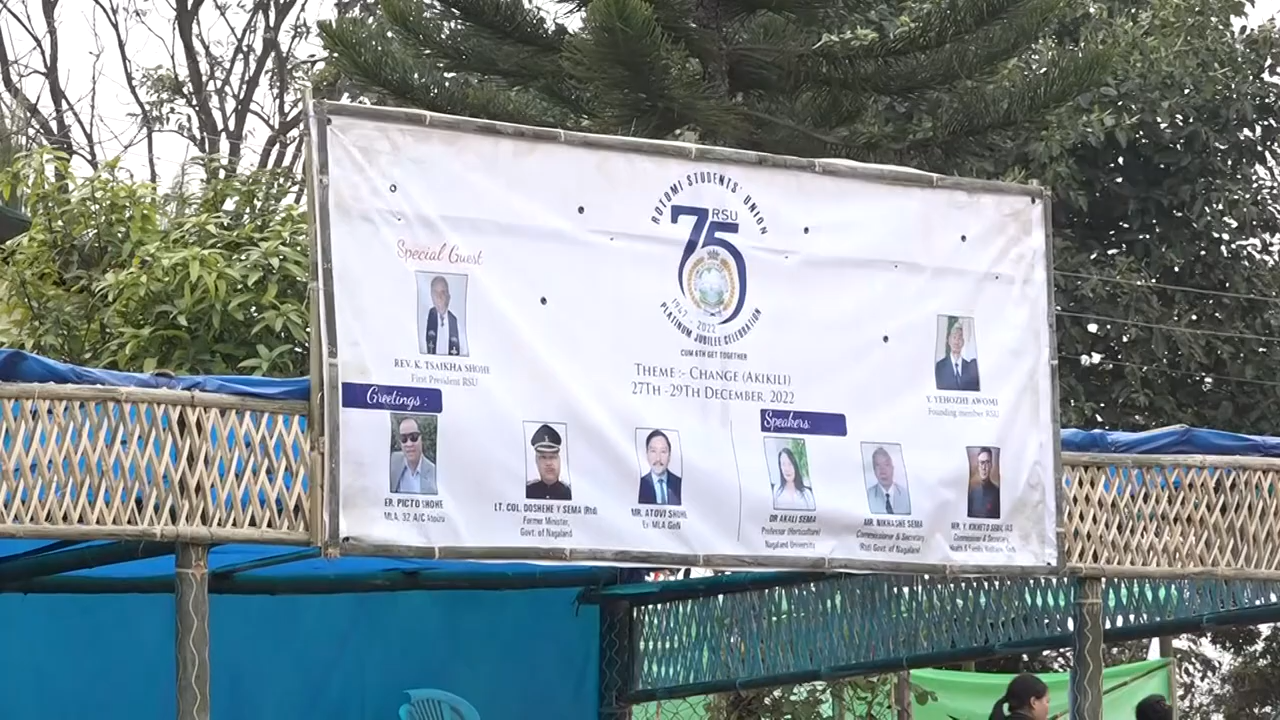 ROTOMI STUDENTS' UNION
75
RSU
1947 - 2022
PLATINUM JUBILEE CELEBRATION
CUM 6TH GET TOGETHER
THEME :- CHANGE (AKIKILI)
27TH -29TH DECEMBER, 2022
Special Guest
REV. K. TSAIKHA SHOHE
First President RSU
Y. YEHOZHE AWOMI
Founding member RSU
Greetings :
ER. PICTO SHOHE
MLA, 32 A/C Atoizu
LT. COL. DOSHEHE Y SEMA (Rtd)
Former Minister,
Govt. of Nagaland
MR. ATOVI SHOHE
Ex- MLA GoN
Speakers:
DR AKALI SEMA
Professor (Horticulture)
Nagaland University
MR. NIKHASHE SEMA
Commissioner & Secretary
(Rtd) Govt. of Nagaland
MR. Y. KIKHETO SEMA, IAS
Commissioner & Secretary,